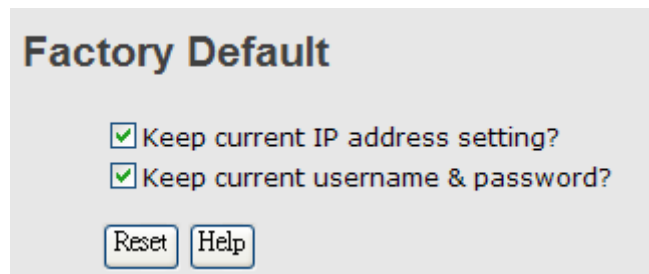 Factory Default
Keep current IP address setting?
Keep current username & password?
Reset Help